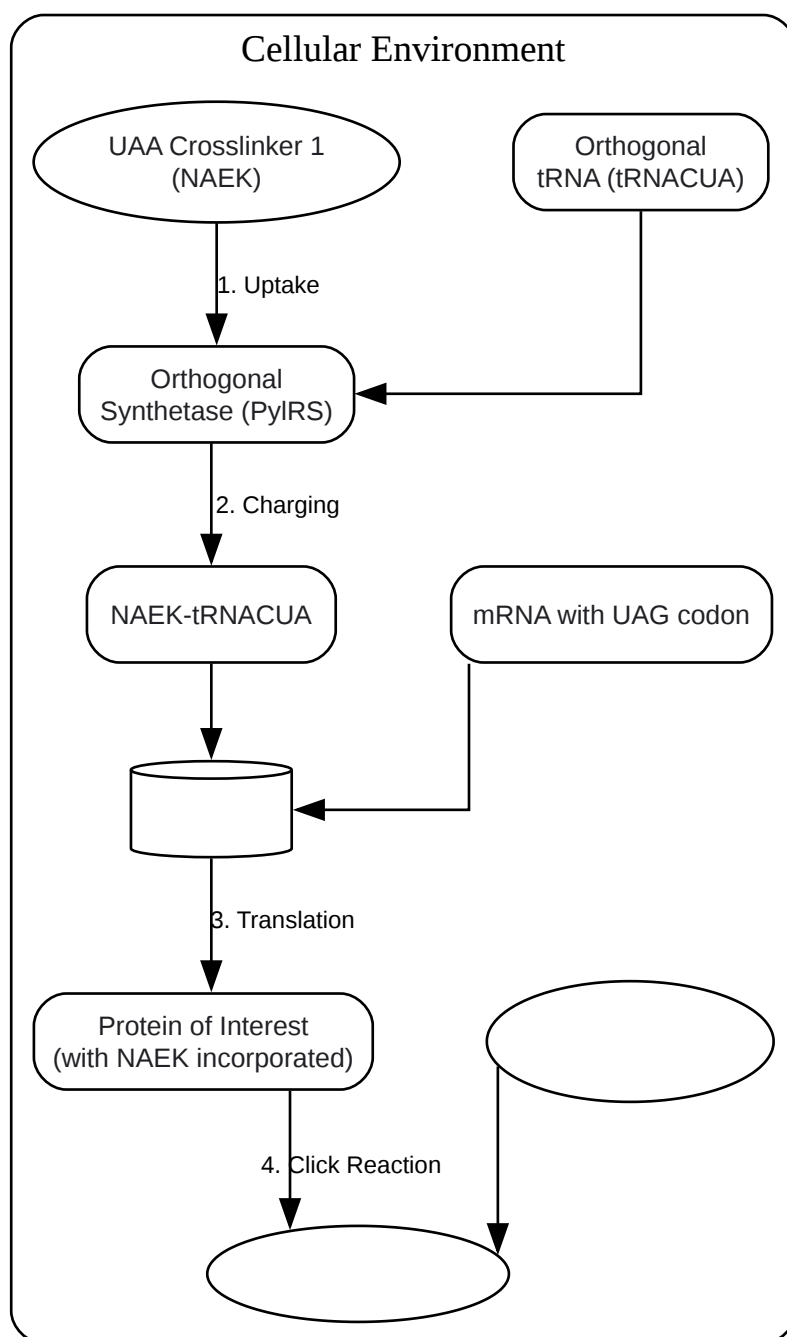 Cellular Environment
UAA Crosslinker 1
(NAEK)
Orthogonal
tRNA (tRNACUA)
1. Uptake
Orthogonal
Synthetase (PylRS)
2. Charging
NAEK-tRNACUA
mRNA with UAG codon
3. Translation
Protein of Interest
(with NAEK incorporated)
4. Click Reaction